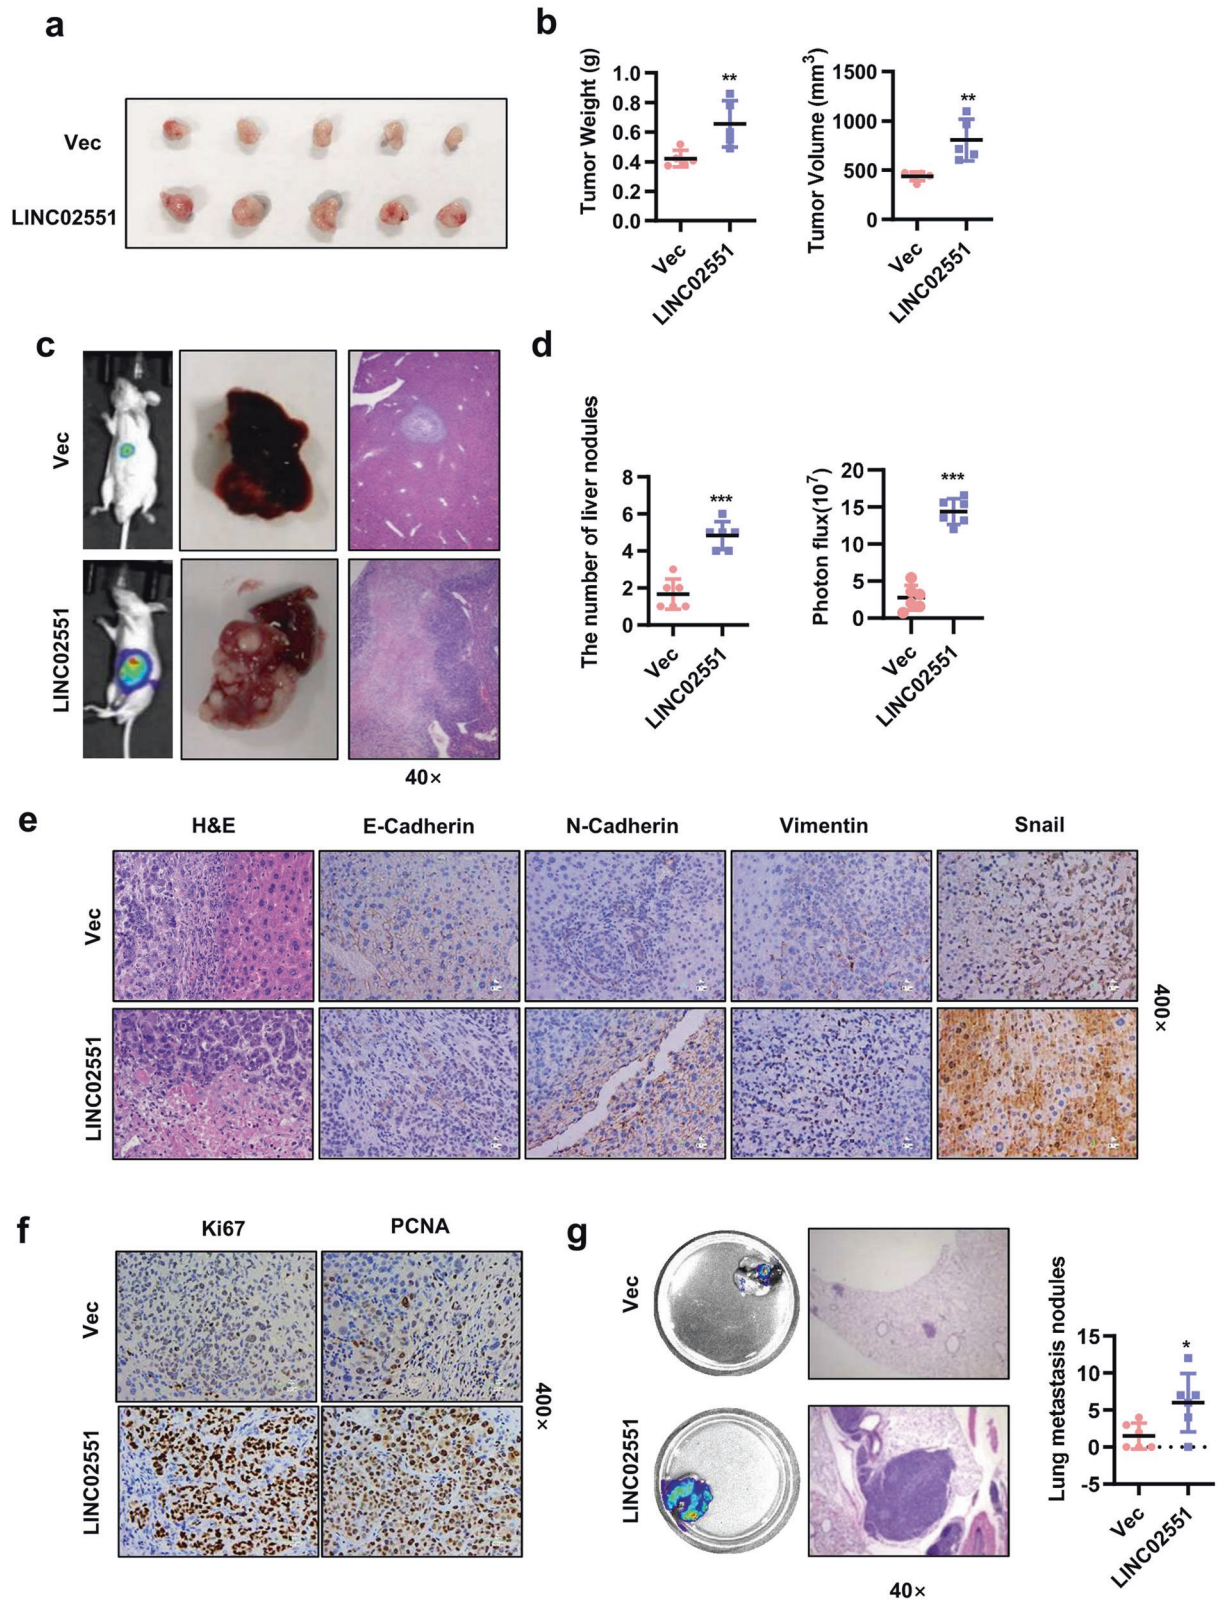 a
Vec
LINC02551
b
Tumor Weight (g)
1.0
0.8
0.6
0.4
0.2
0.0
**
Vec
LINC02551
Tumor Volume (mm³)
1500
1000
500
0
**
Vec
LINC02551
c
Vec
LINC02551
40×
d
The number of liver nodules
8
6
4
2
0
***
Vec
LINC02551
Photon flux(10⁷)
20
15
10
5
0
***
Vec
LINC02551
e
H&E
E-Cadherin
N-Cadherin
Vimentin
Snail
Vec
LINC02551
400×
f
Ki67
PCNA
Vec
LINC02551
400×
g
Vec
LINC02551
40×
Lung metastasis nodules
15
10
5
0
-5
*
Vec
LINC02551